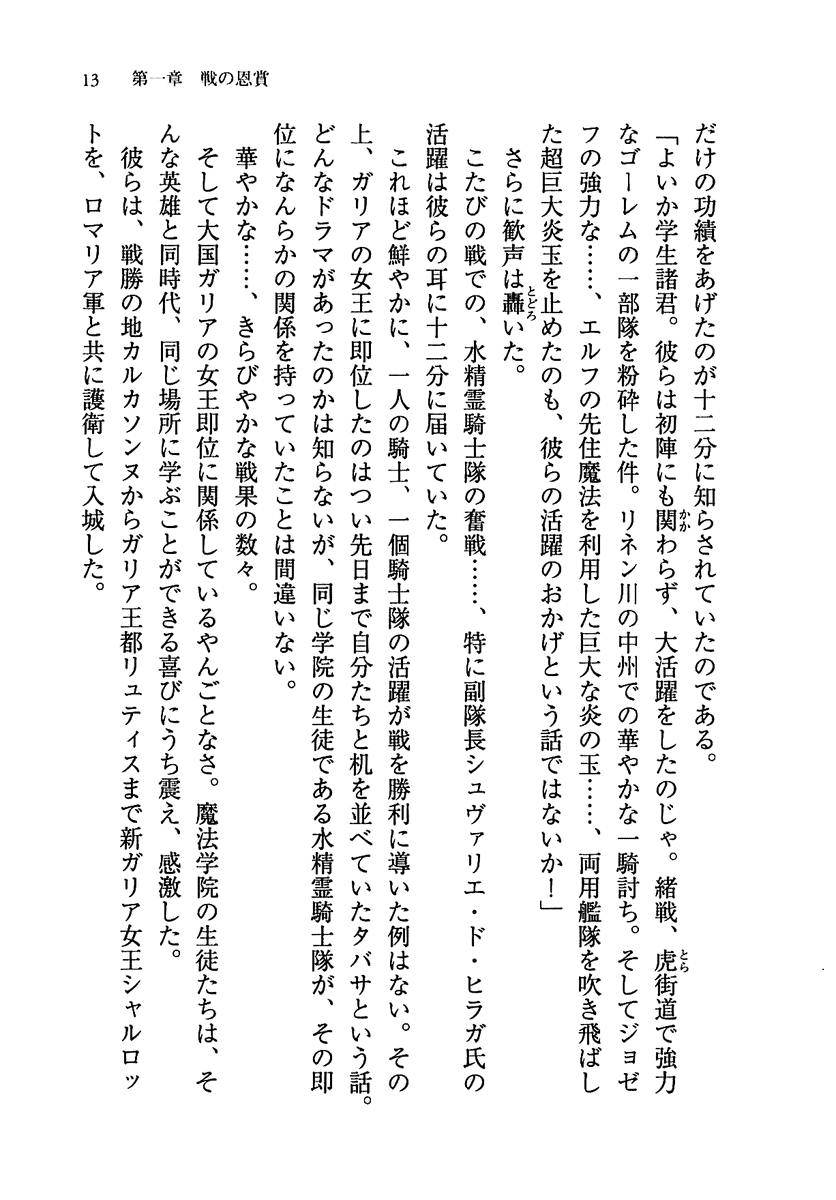 13　第一章　戦の恩賞
だけの功績をあげたのが十二分に知らされていたのである。
「よいか学生諸君。彼らは初陣にも関わらず、大活躍をしたのじゃ。緒戦、虎街道で強力
なゴーレムの一部隊を粉砕した件。リネン川の中州での華やかな一騎討ち。そしてジョゼ
フの強力な……、エルフの先住魔法を利用した巨大な炎の玉……、両用艦隊を吹き飛ばし
た超巨大炎玉を止めたのも、彼らの活躍のおかげという話ではないか！」
さらに歓声は轟いた。
こたびの戦での、水精霊騎士隊の奮戦……、特に副隊長シュヴァリエ・ド・ヒラガ氏の
活躍は彼らの耳に十二分に届いていた。
これほど鮮やかに、一人の騎士、一個騎士隊の活躍が戦を勝利に導いた例はない。その
上、ガリアの女王に即位したのはつい先日まで自分たちと机を並べていたタバサという話。
どんなドラマがあったのかは知らないが、同じ学院の生徒である水精霊騎士隊が、その即
位になんらかの関係を持っていたことは間違いない。
華やかな……、きらびやかな戦果の数々。
そして大国ガリアの女王即位に関係しているやんごとなさ。魔法学院の生徒たちは、そ
んな英雄と同時代、同じ場所に学ぶことができる喜びにうち震え、感激した。
彼らは、戦勝の地カルカソンヌからガリア王都リュティスまで新ガリア女王シャルロッ
トを、ロマリア軍と共に護衛して入城した。